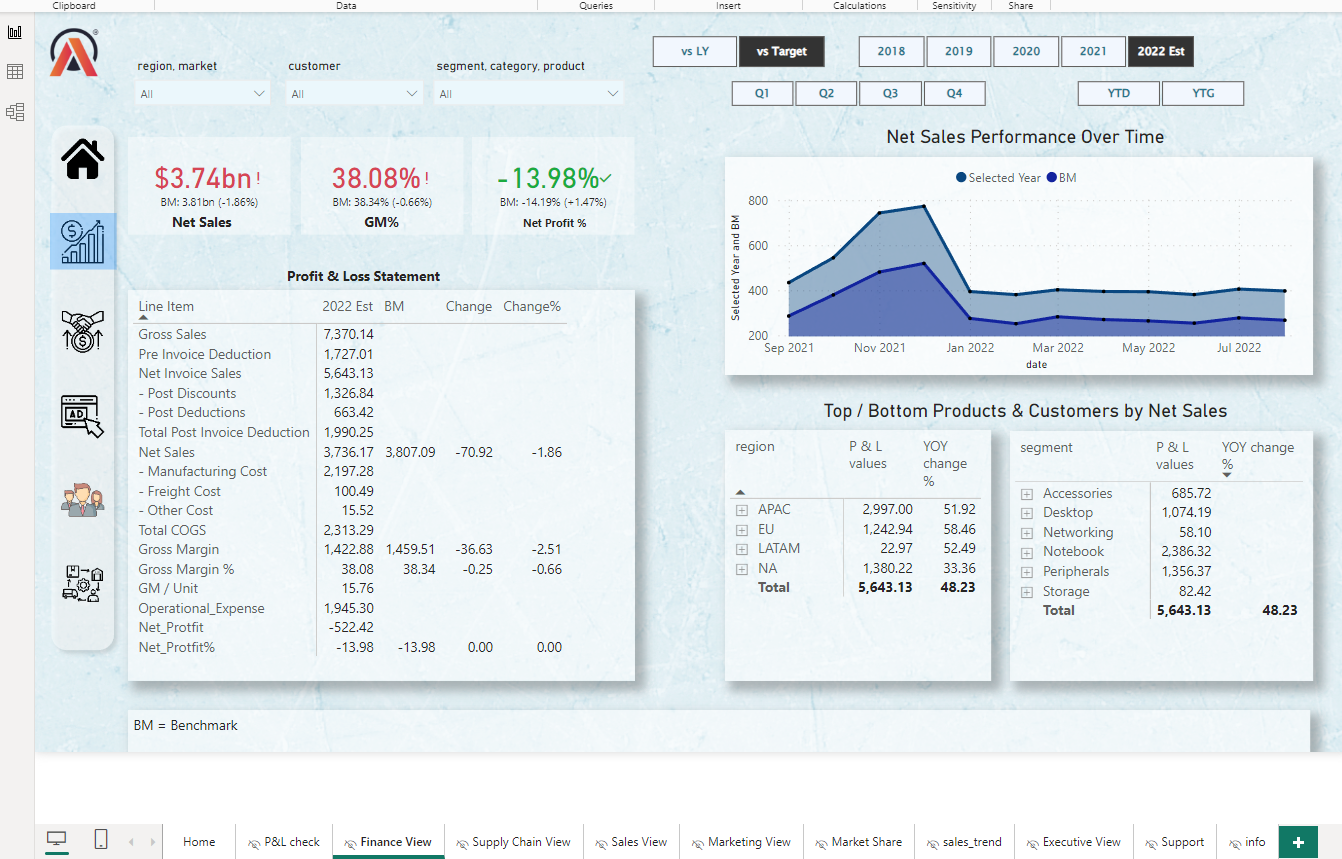 Clipboard Data Queries Insert Calculations Sensitivity Share
region, market customer segment, category, product
All All All
vs LY vs Target 2018 2019 2020 2021 2022 Est
Q1 Q2 Q3 Q4 YTD YTG
$3.74bn!
BM: 3.81bn (-1.86%)
Net Sales
38.08%!
BM: 38.34% (-0.66%)
GM%
-13.98%
BM: -14.19% (+1.47%)
Net Profit %
Net Sales Performance Over Time
Selected Year BM
Selected Year and BM
800
600
400
200
Sep 2021 Nov 2021 Jan 2022 Mar 2022 May 2022 Jul 2022
date
Profit & Loss Statement
Line Item 2022 Est BM Change Change%
Gross Sales 7,370.14
Pre Invoice Deduction 1,727.01
Net Invoice Sales 5,643.13
- Post Discounts 1,326.84
- Post Deductions 663.42
Total Post Invoice Deduction 1,990.25
Net Sales 3,736.17 3,807.09 -70.92 -1.86
- Manufacturing Cost 2,197.28
- Freight Cost 100.49
- Other Cost 15.52
Total COGS 2,313.29
Gross Margin 1,422.88 1,459.51 -36.63 -2.51
Gross Margin % 38.08 38.34 -0.25 -0.66
GM / Unit 15.76
Operational_Expense 1,945.30
Net_Protfit -522.42
Net_Proftit% -13.98 -13.98 0.00 0.00
Top / Bottom Products & Customers by Net Sales
region P & L values YOY change %
APAC 2,997.00 51.92
EU 1,242.94 58.46
LATAM 22.97 52.49
NA 1,380.22 33.36
Total 5,643.13 48.23
segment P & L values YOY change %
Accessories 685.72
Desktop 1,074.19
Networking 58.10
Notebook 2,386.32
Peripherals 1,356.37
Storage 82.42
Total 5,643.13 48.23
AD
BM = Benchmark
Home P&L check Finance View Supply Chain View Sales View Marketing View Market Share sales_trend Executive View Support info +